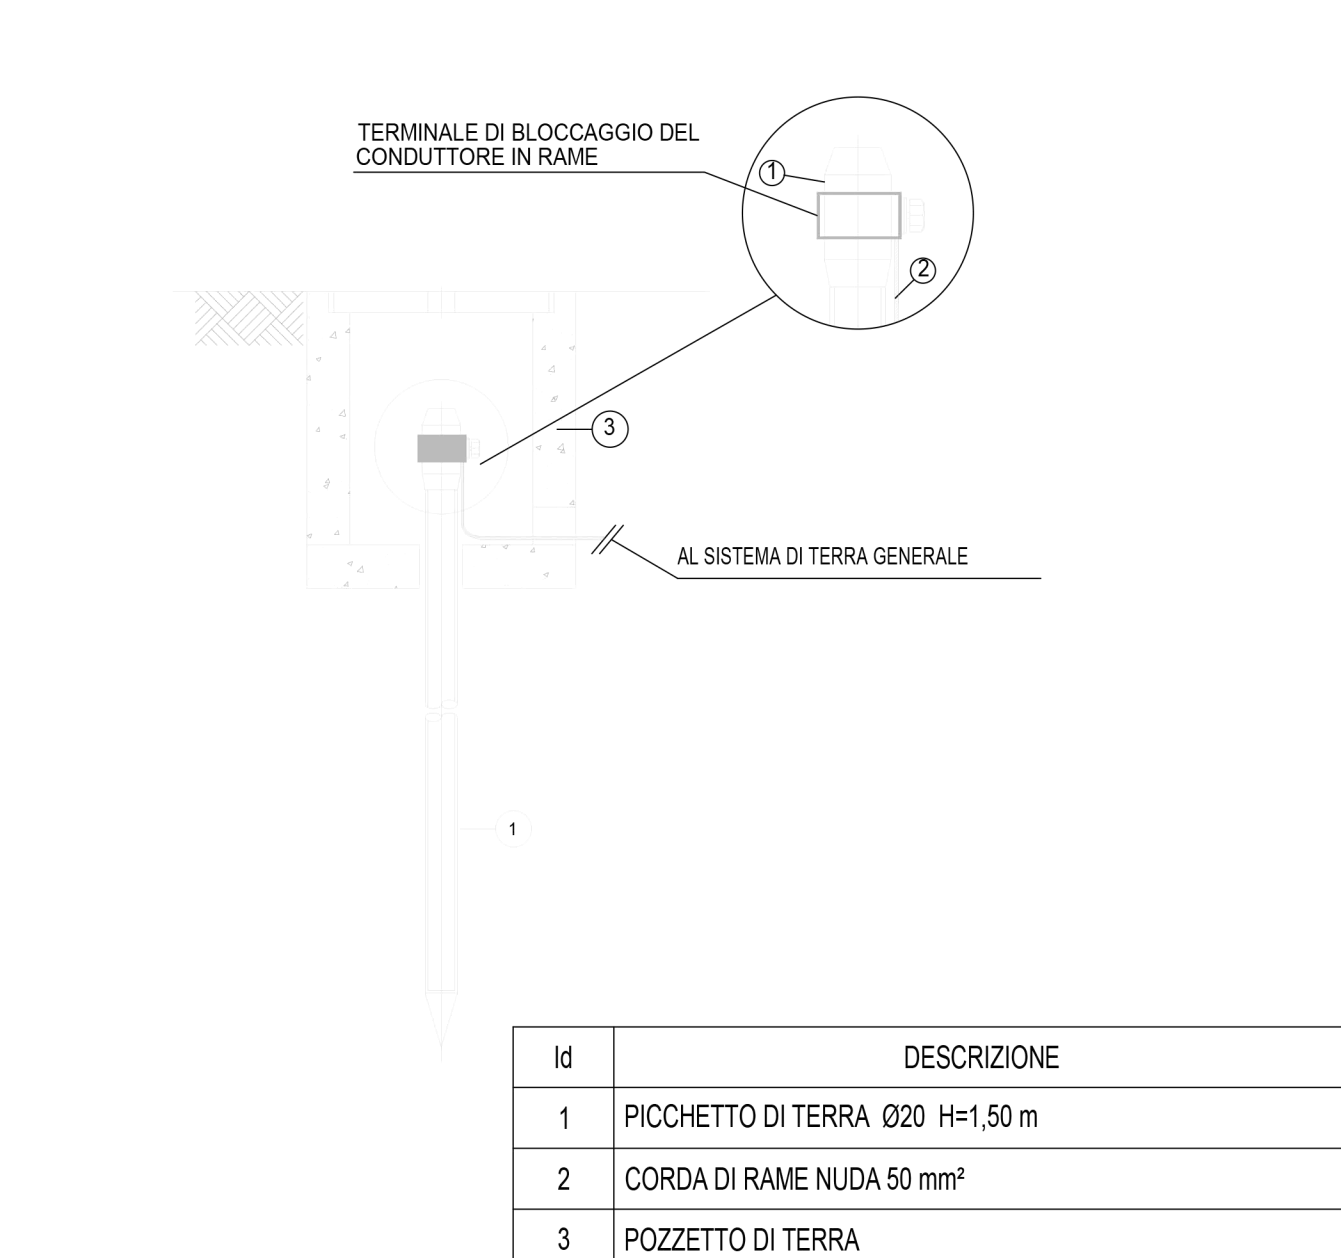 TERMINALE DI BLOCCAGGIO DEL
CONDUTTORE IN RAME
1
2
3
AL SISTEMA DI TERRA GENERALE
1
Id DESCRIZIONE
1 PICCHETTO DI TERRA Ø20 H=1,50 m
2 CORDA DI RAME NUDA 50 mm²
3 POZZETTO DI TERRA